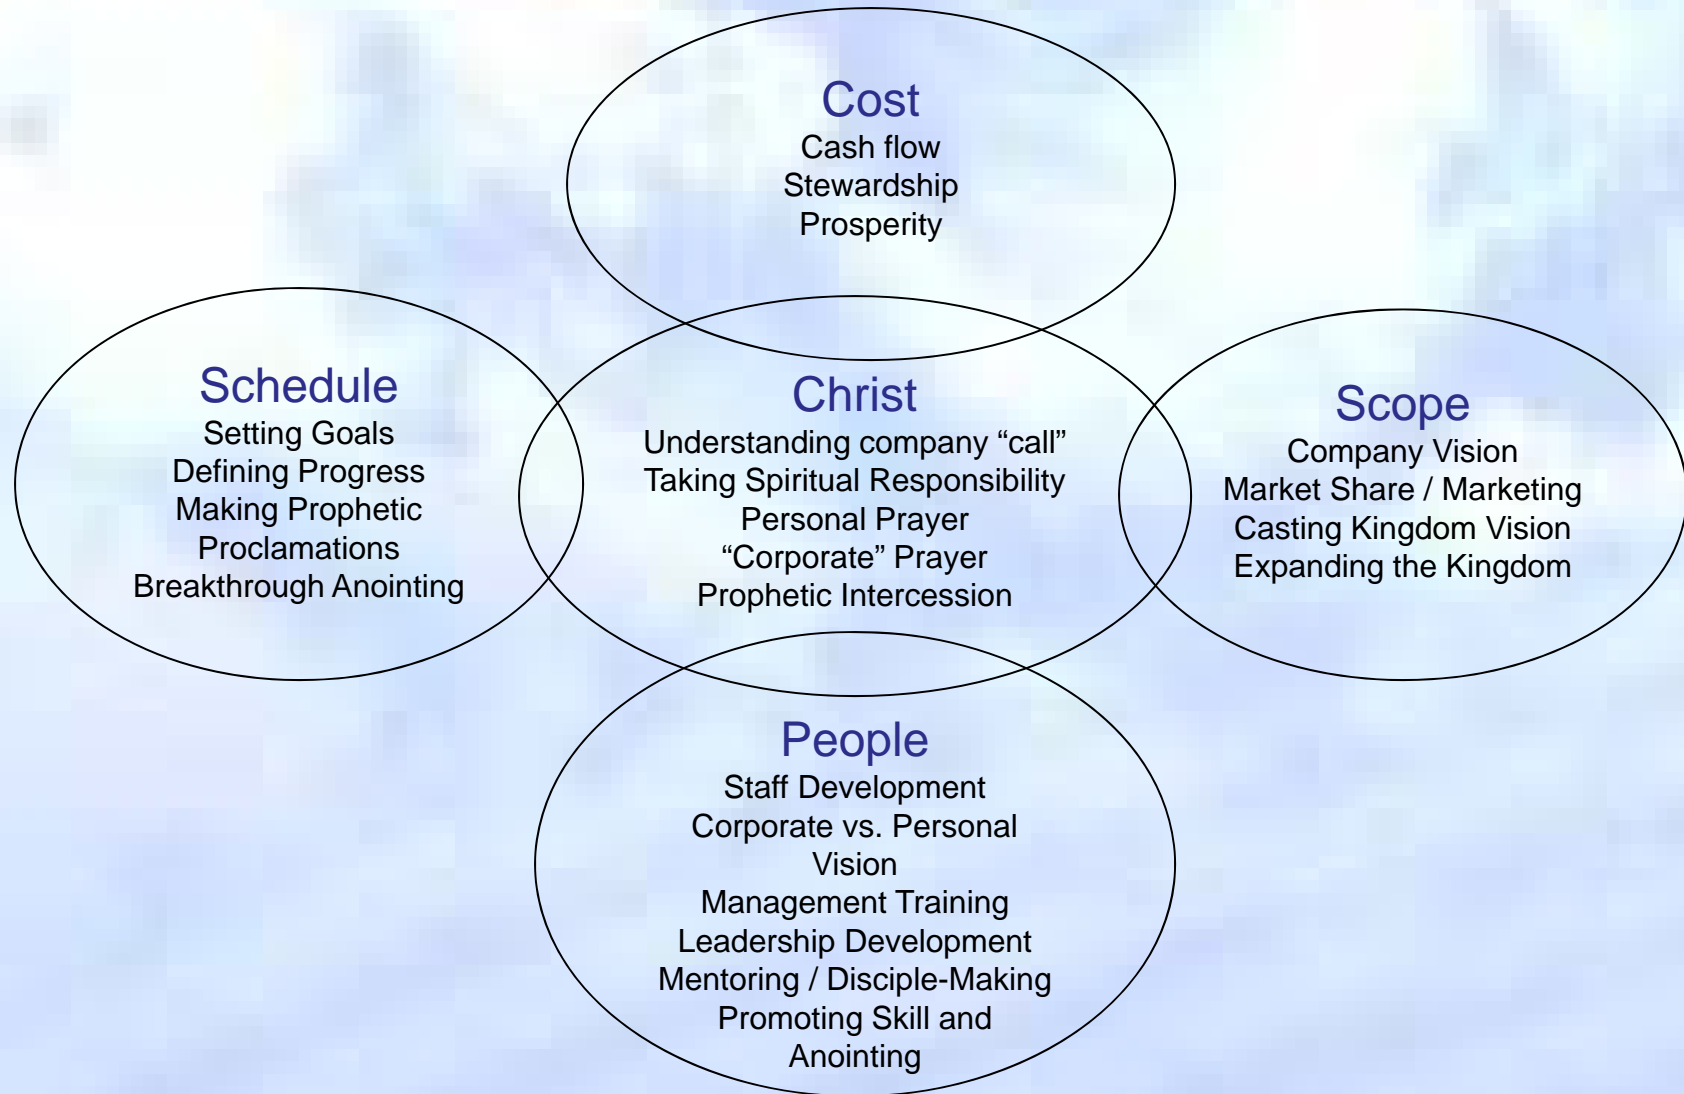 Cost
Cash flow
Stewardship
Prosperity
Schedule
Setting Goals
Defining Progress
Making Prophetic
Proclamations
Breakthrough Anointing
Christ
Understanding company “call”
Taking Spiritual Responsibility
Personal Prayer
“Corporate” Prayer
Prophetic Intercession
Scope
Company Vision
Market Share / Marketing
Casting Kingdom Vision
Expanding the Kingdom
People
Staff Development
Corporate vs. Personal
Vision
Management Training
Leadership Development
Mentoring / Disciple-Making
Promoting Skill and
Anointing